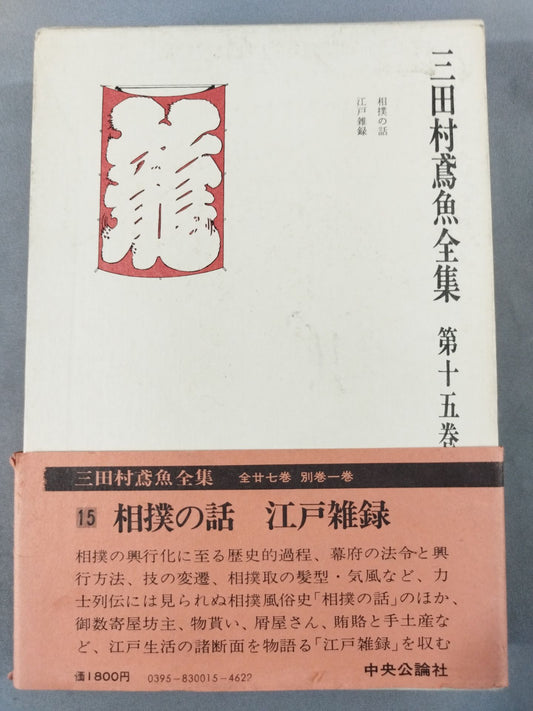 三田村鳶魚全集 第十五巻
相撲の話
江戸雑録
三田村鳶魚全集 全廿七巻 別巻一巻
15 相撲の話 江戸雑録
相撲の興行化に至る歴史的過程、幕府の法令と興
行方法、技の変遷、相撲取の髪型・気風など、力
士列伝には見られぬ相撲風俗史「相撲の話」のほか、
御数寄屋坊主、物貰い、屑屋さん、賄賂と手土産な
ど、江戸生活の諸断面を物語る「江戸雑録」を収む
価1800円 0395-830015-4622 中央公論社